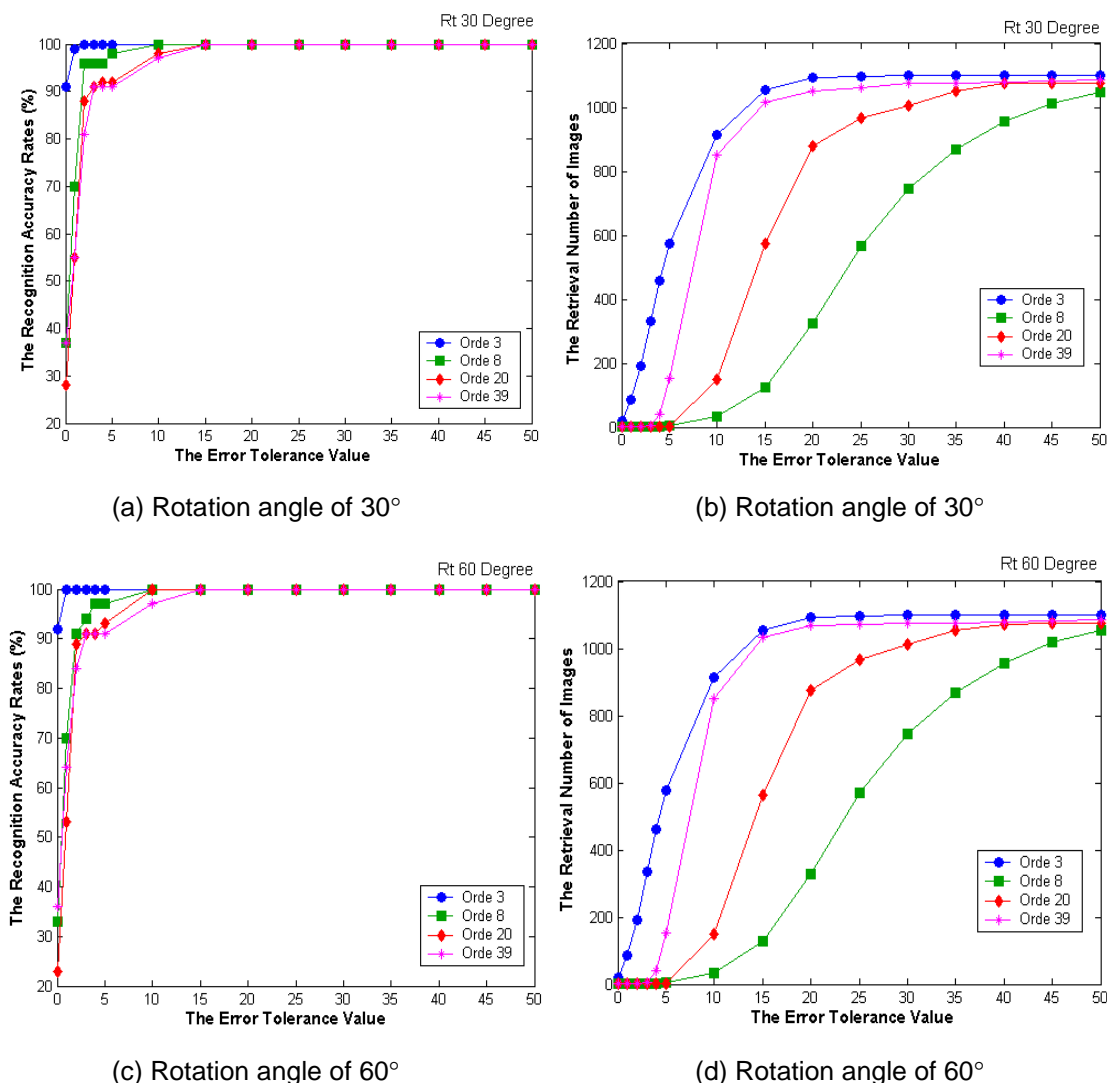 Rt 30 Degree
100
90
80
70
60
50
40
30
20
The Recognition Accuracy Rates (%)
Orde 3
Orde 8
Orde 20
Orde 39
0 5 10 15 20 25 30 35 40 45 50
The Error Tolerance Value
(a) Rotation angle of 30°
Rt 30 Degree
1200
1000
800
600
400
200
0
The Retrieval Number of Images
Orde 3
Orde 8
Orde 20
Orde 39
0 5 10 15 20 25 30 35 40 45 50
The Error Tolerance Value
(b) Rotation angle of 30°
Rt 60 Degree
100
90
80
70
60
50
40
30
20
The Recognition Accuracy Rates (%)
Orde 3
Orde 8
Orde 20
Orde 39
0 5 10 15 20 25 30 35 40 45 50
The Error Tolerance Value
(c) Rotation angle of 60°
Rt 60 Degree
1200
1000
800
600
400
200
0
The Retrieval Number of Images
Orde 3
Orde 8
Orde 20
Orde 39
0 5 10 15 20 25 30 35 40 45 50
The Error Tolerance Value
(d) Rotation angle of 60°